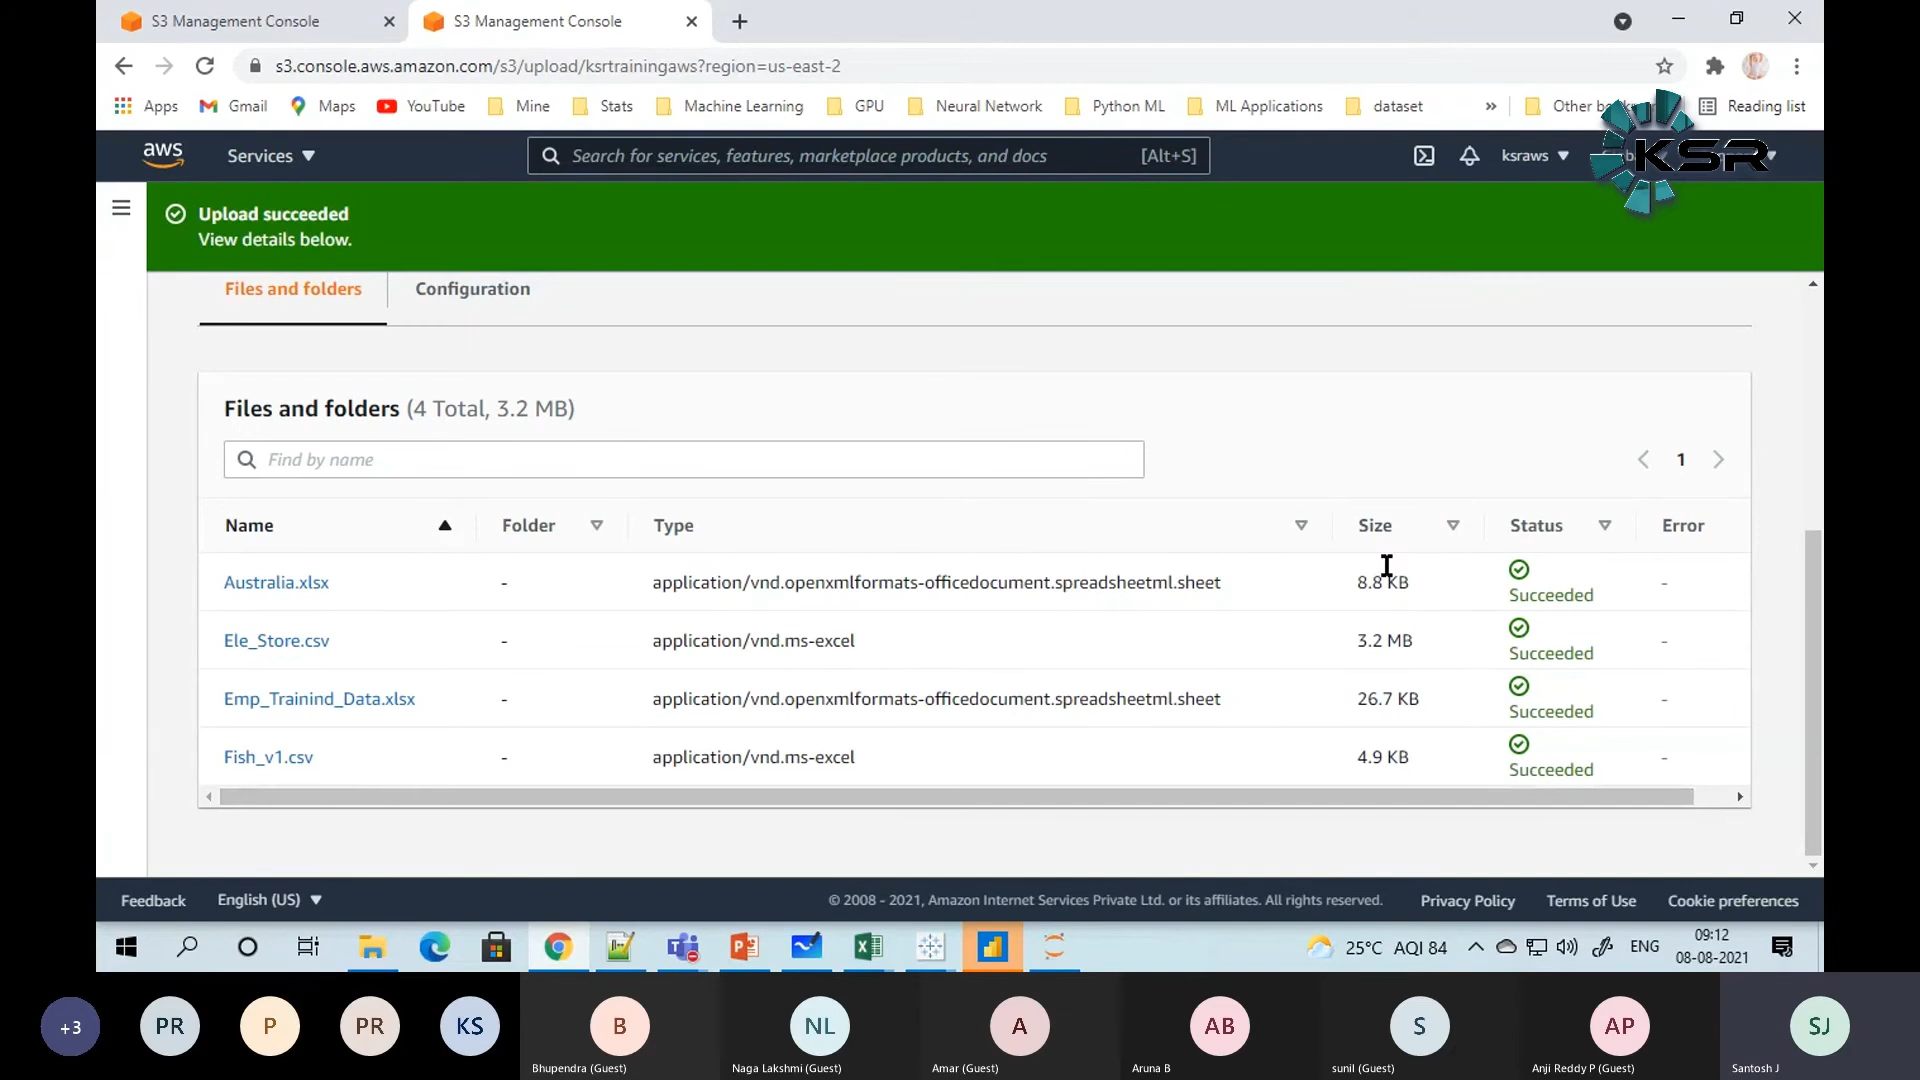 S3 Management Console
S3 Management Console
s3.console.aws.amazon.com/s3/upload/ksrtrainingaws?region=us-east-2
Apps Gmail Maps YouTube Mine Stats Machine Learning GPU Neural Network Python ML ML Applications dataset » Other Reading list
aws Services Search for services, features, marketplace products, and docs [Alt+S] ksraws
KSR
Upload succeeded
View details below.
Files and folders Configuration
Files and folders (4 Total, 3.2 MB)
Find by name
1
Name Folder Type Size Status Error
Australia.xlsx - application/vnd.openxmlformats-officedocument.spreadsheetml.sheet 8.8 KB Succeeded -
Ele_Store.csv - application/vnd.ms-excel 3.2 MB Succeeded -
Emp_Trainind_Data.xlsx - application/vnd.openxmlformats-officedocument.spreadsheetml.sheet 26.7 KB Succeeded -
Fish_v1.csv - application/vnd.ms-excel 4.9 KB Succeeded -
Feedback English (US) © 2008 - 2021, Amazon Internet Services Private Ltd. or its affiliates. All rights reserved. Privacy Policy Terms of Use Cookie preferences
25°C AQI 84 ENG
09:12
08-08-2021
+3 PR P PR KS B NL A AB S AP SJ
Bhupendra (Guest) Naga Lakshmi (Guest) Amar (Guest) Aruna B sunil (Guest) Anji Reddy P (Guest) Santosh J